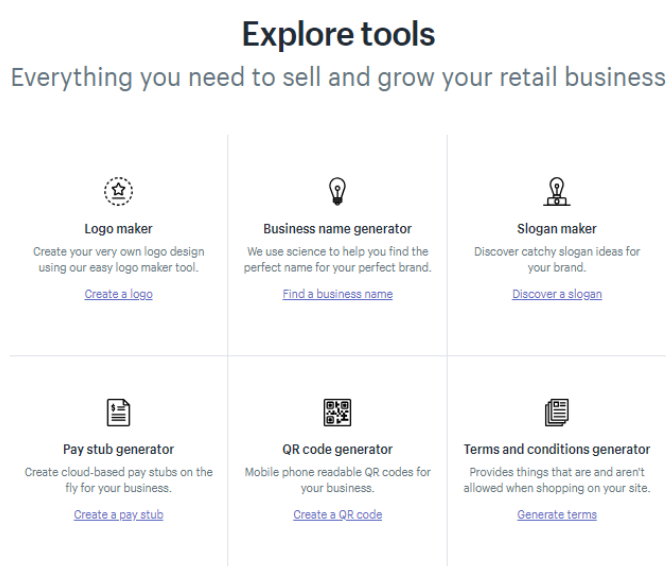 Explore tools
Everything you need to sell and grow your retail business
Logo maker
Create your very own logo design
using our easy logo maker tool.
Create a logo
Business name generator
We use science to help you find the
perfect name for your perfect brand.
Find a business name
Slogan maker
Discover catchy slogan ideas for
your brand.
Discover a slogan
Pay stub generator
Create cloud-based pay stubs on the
fly for your business.
Create a pay stub
QR code generator
Mobile phone readable QR codes for
your business.
Create a QR code
Terms and conditions generator
Provides things that are and aren't
allowed when shopping on your site.
Generate terms